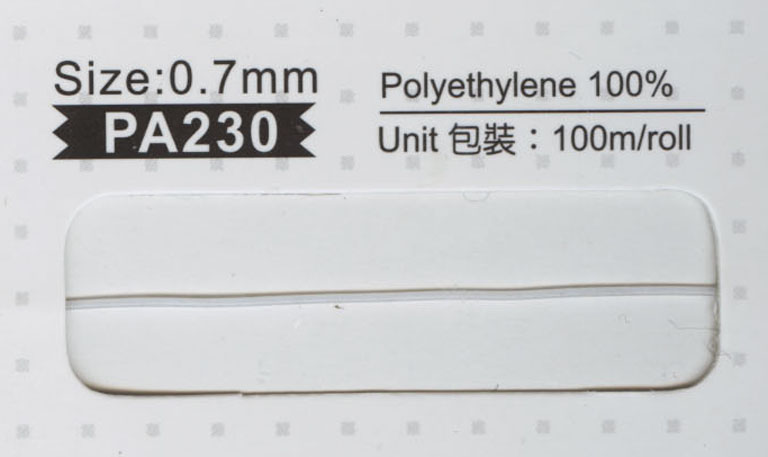 Size:0.7mm
PA230
Polyethylene 100%
Unit 包裝：100m/roll